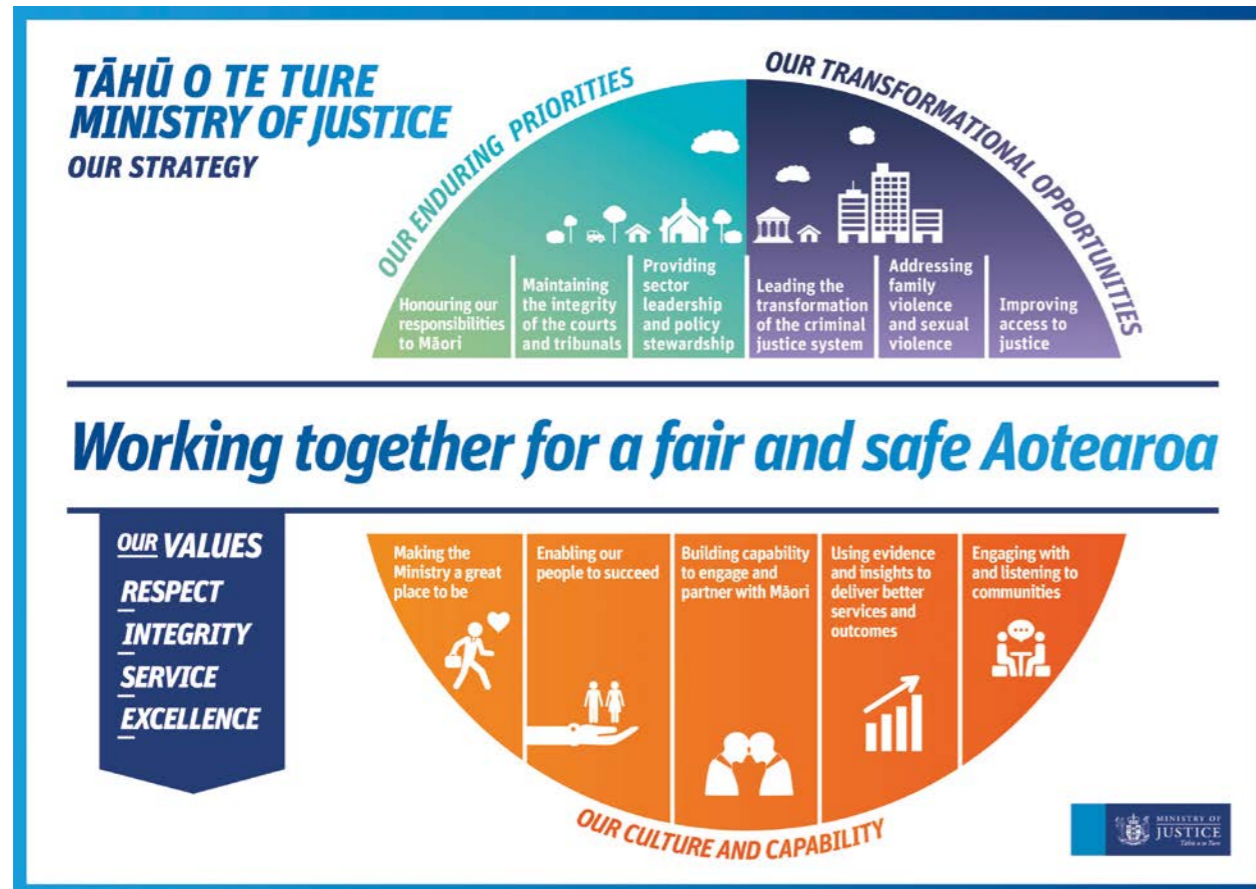 TĀHŪ O TE TURE
MINISTRY OF JUSTICE
OUR STRATEGY
OUR ENDURING PRIORITIES
OUR TRANSFORMATIONAL OPPORTUNITIES
Honouring our
responsibilities
to Māori
Maintaining
the integrity
of the courts
and tribunals
Providing
sector
leadership
and policy
stewardship
Leading the
transformation
of the criminal
justice system
Addressing
family
violence
and sexual
violence
Improving
access to
justice
Working together for a fair and safe Aotearoa
OUR VALUES
RESPECT
INTEGRITY
SERVICE
EXCELLENCE
Making the
Ministry a great
place to be
Enabling our
people to succeed
Building capability
to engage and
partner with Māori
Using evidence
and insights to
deliver better
services and
outcomes
Engaging with
and listening to
communities
OUR CULTURE AND CAPABILITY
MINISTRY OF
JUSTICE
Tāhū o te Ture